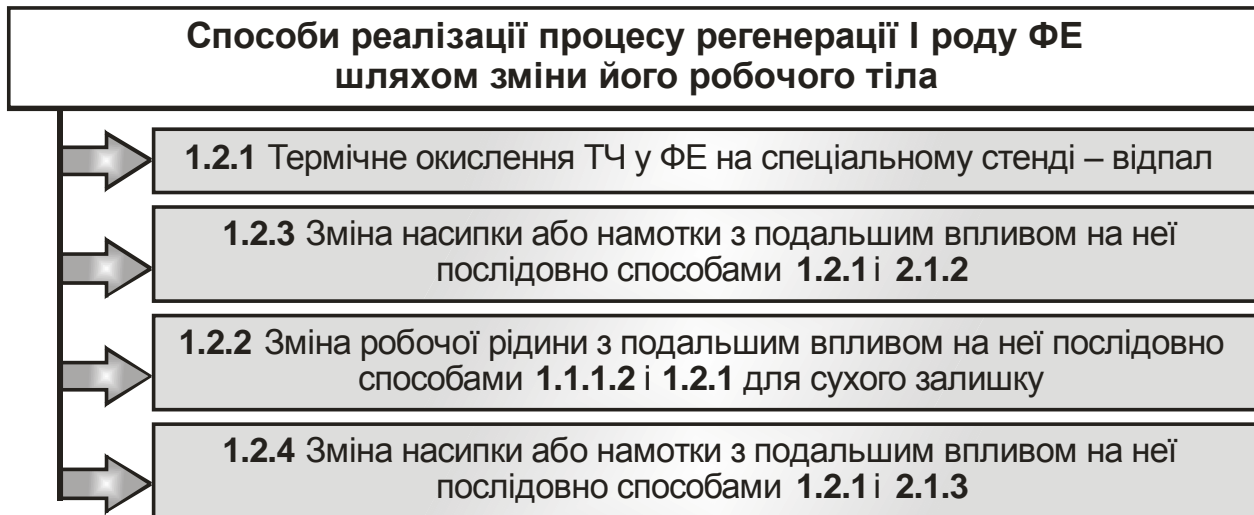 Способи реалізації процесу регенерації І роду ФЕ
шляхом зміни його робочого тіла
1.2.1 Термічне окислення ТЧ у ФЕ на спеціальному стенді – відпал
1.2.3 Зміна насипки або намотки з подальшим впливом на неї
послідовно способами 1.2.1 і 2.1.2
1.2.2 Зміна робочої рідини з подальшим впливом на неї послідовно
способами 1.1.1.2 і 1.2.1 для сухого залишку
1.2.4 Зміна насипки або намотки з подальшим впливом на неї
послідовно способами 1.2.1 і 2.1.3